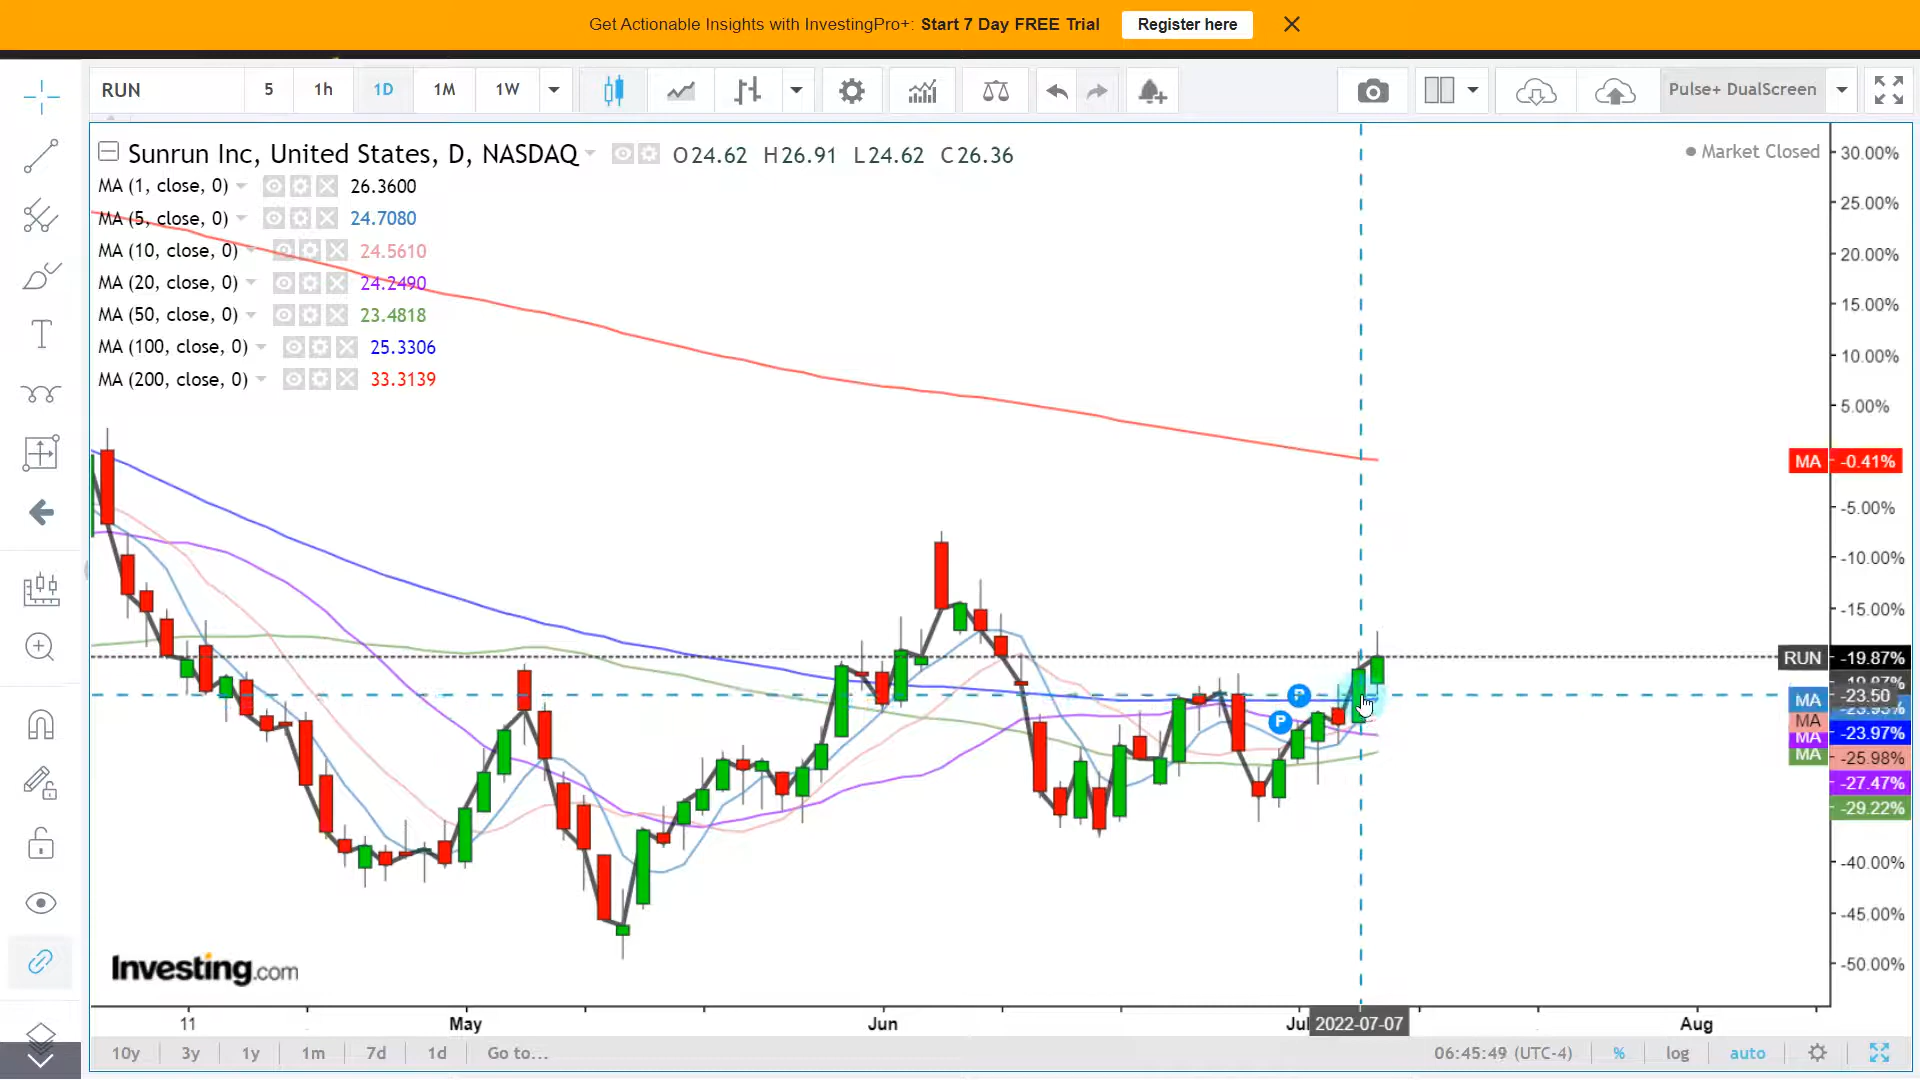 Get Actionable Insights with InvestingPro+: Start 7 Day FREE Trial Register here
RUN 5 1h 1D 1M 1W Pulse+ DualScreen
Sunrun Inc, United States, D, NASDAQ O24.62 H26.91 L24.62 C26.36
Market Closed
MA (1, close, 0) 26.3600
MA (5, close, 0) 24.7080
MA (10, close, 0) 24.5610
MA (20, close, 0) 24.2490
MA (50, close, 0) 23.4818
MA (100, close, 0) 25.3306
MA (200, close, 0) 33.3139
30.00%
25.00%
20.00%
15.00%
10.00%
5.00%
MA -0.41%
-5.00%
-10.00%
-15.00%
RUN -19.87%
-23.50
MA
MA -23.97%
MA -25.98%
MA -27.47%
-29.22%
-40.00%
-45.00%
-50.00%
P
P
Investing.com
11 May Jun Jul 2022-07-07 Aug
10y 3y 1y 1m 7d 1d Go to... 06:45:49 (UTC-4) % log auto